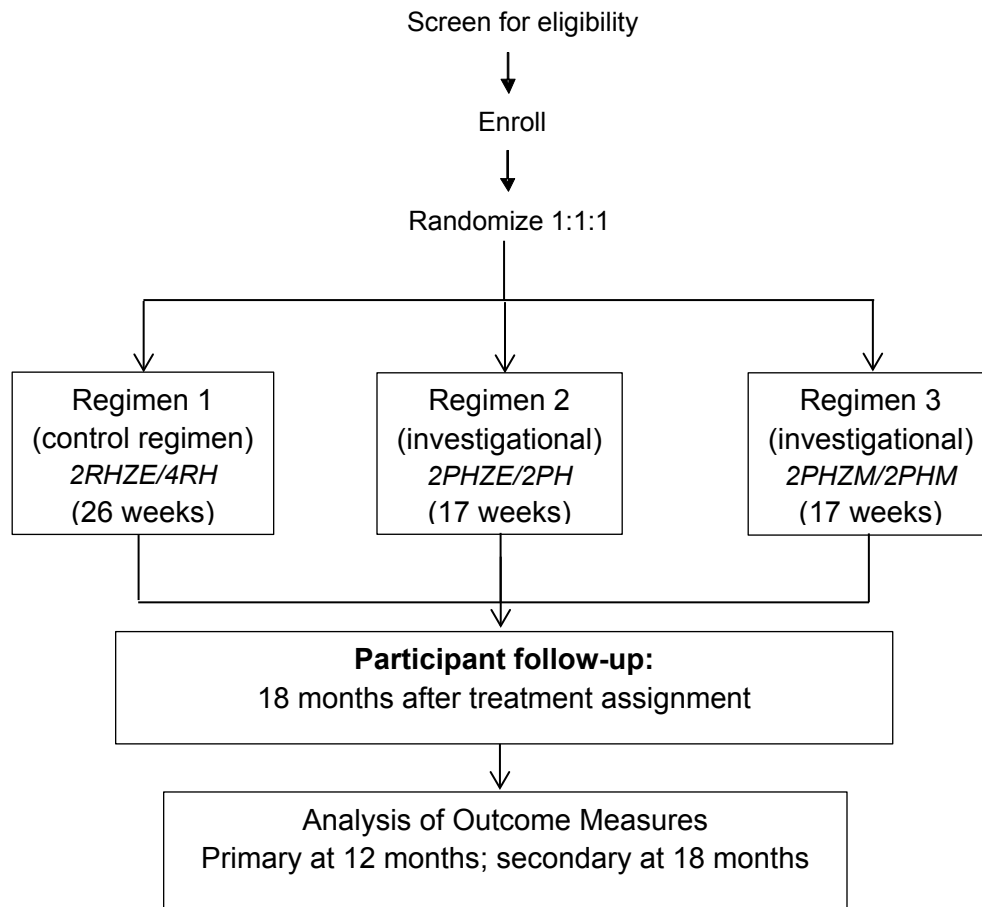 Screen for eligibility
Enroll
Randomize 1:1:1
Regimen 1
(control regimen)
2RHZE/4RH
(26 weeks)
Regimen 2
(investigational)
2PHZE/2PH
(17 weeks)
Regimen 3
(investigational)
2PHZM/2PHM
(17 weeks)
Participant follow-up:
18 months after treatment assignment
Analysis of Outcome Measures
Primary at 12 months; secondary at 18 months